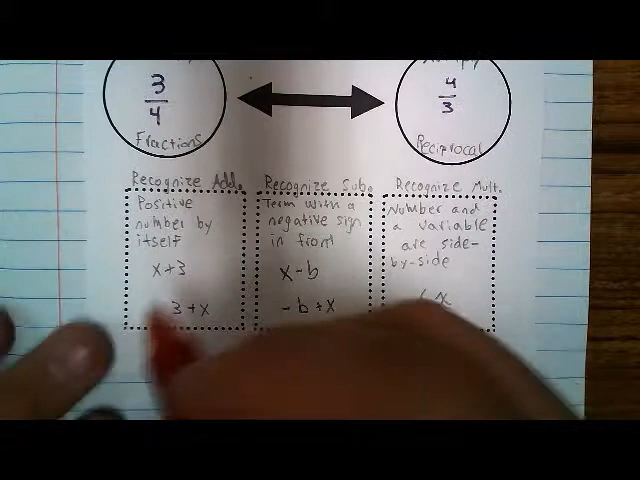 3/4
4/3
Fractions
Reciprocal
Recognize Add.
Positive
number by
itself
x+3
3+x
Recognize Sub.
Term with a
negative sign
in front
x-b
-b+x
Recognize Mult.
Number and
a variable
are side-
by-side
x